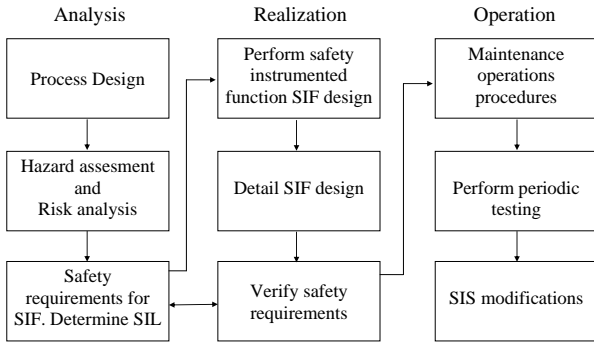 Analysis
Process Design
Hazard assesment
and
Risk analysis
Safety
requirements for
SIF. Determine SIL
Realization
Perform safety
instrumented
function SIF design
Detail SIF design
Verify safety
requirements
Operation
Maintenance
operations
procedures
Perform periodic
testing
SIS modifications